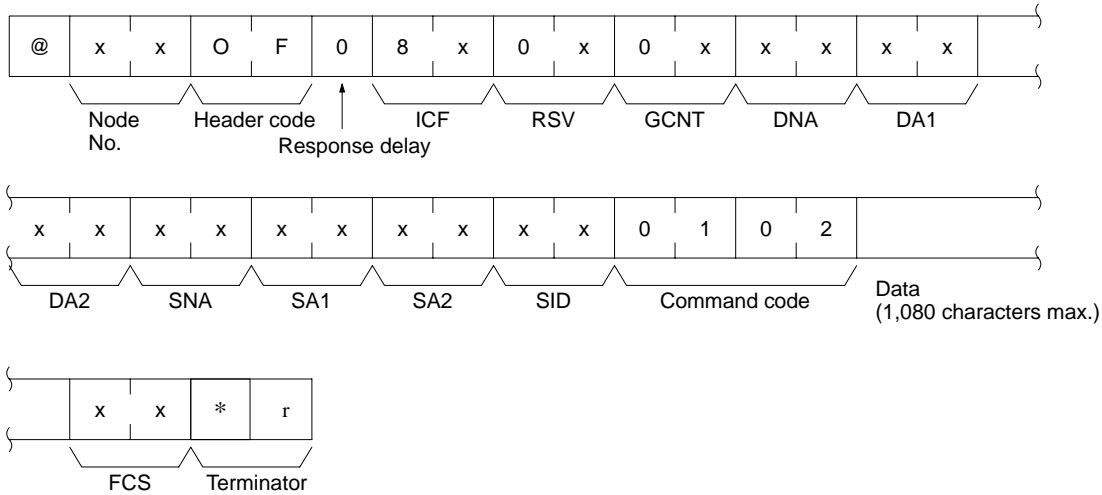 @ x x O F 0 8 x 0 x 0 x x x x x
Node No. Header code Response delay ICF RSV GCNT DNA DA1
x x x x x x x x x x 0 1 0 2
DA2 SNA SA1 SA2 SID Command code Data
(1,080 characters max.)
x x * r
FCS Terminator